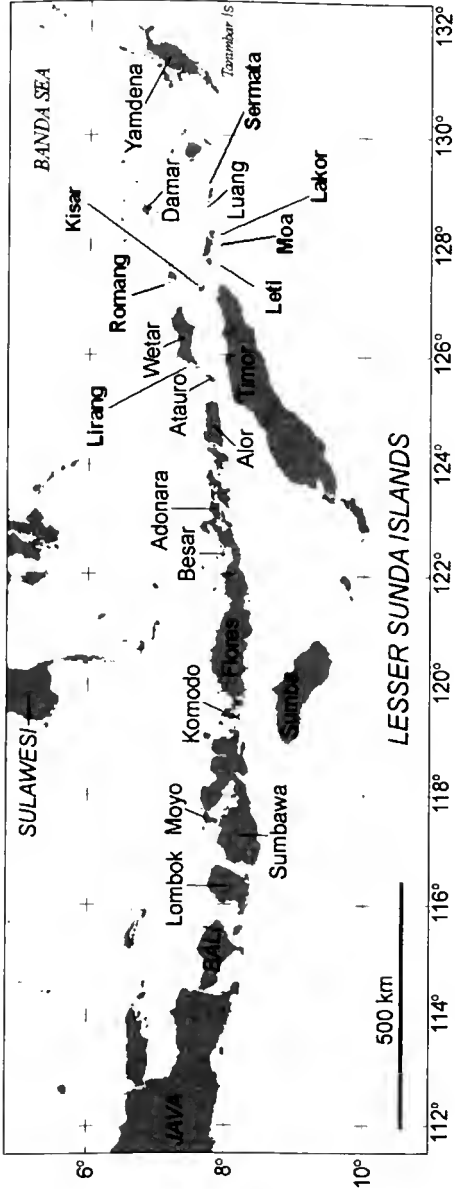 BANDA SEA
SULAWESI
Kisar
Romang
Lirang
Damar
Yamdena
Tanimbar Is
Wetar
Atauro
Adonara
Besar
Komodo
Moyo
Lombok
BALI
JAVA
Sumbawa
Flores
Sumba
Alor
Timor
Leti
Moa
Lakor
Luang
Sermata
LESSER SUNDA ISLANDS
500 km
6°
8°
10°
112°
114°
116°
118°
120°
122°
124°
126°
128°
130°
132°